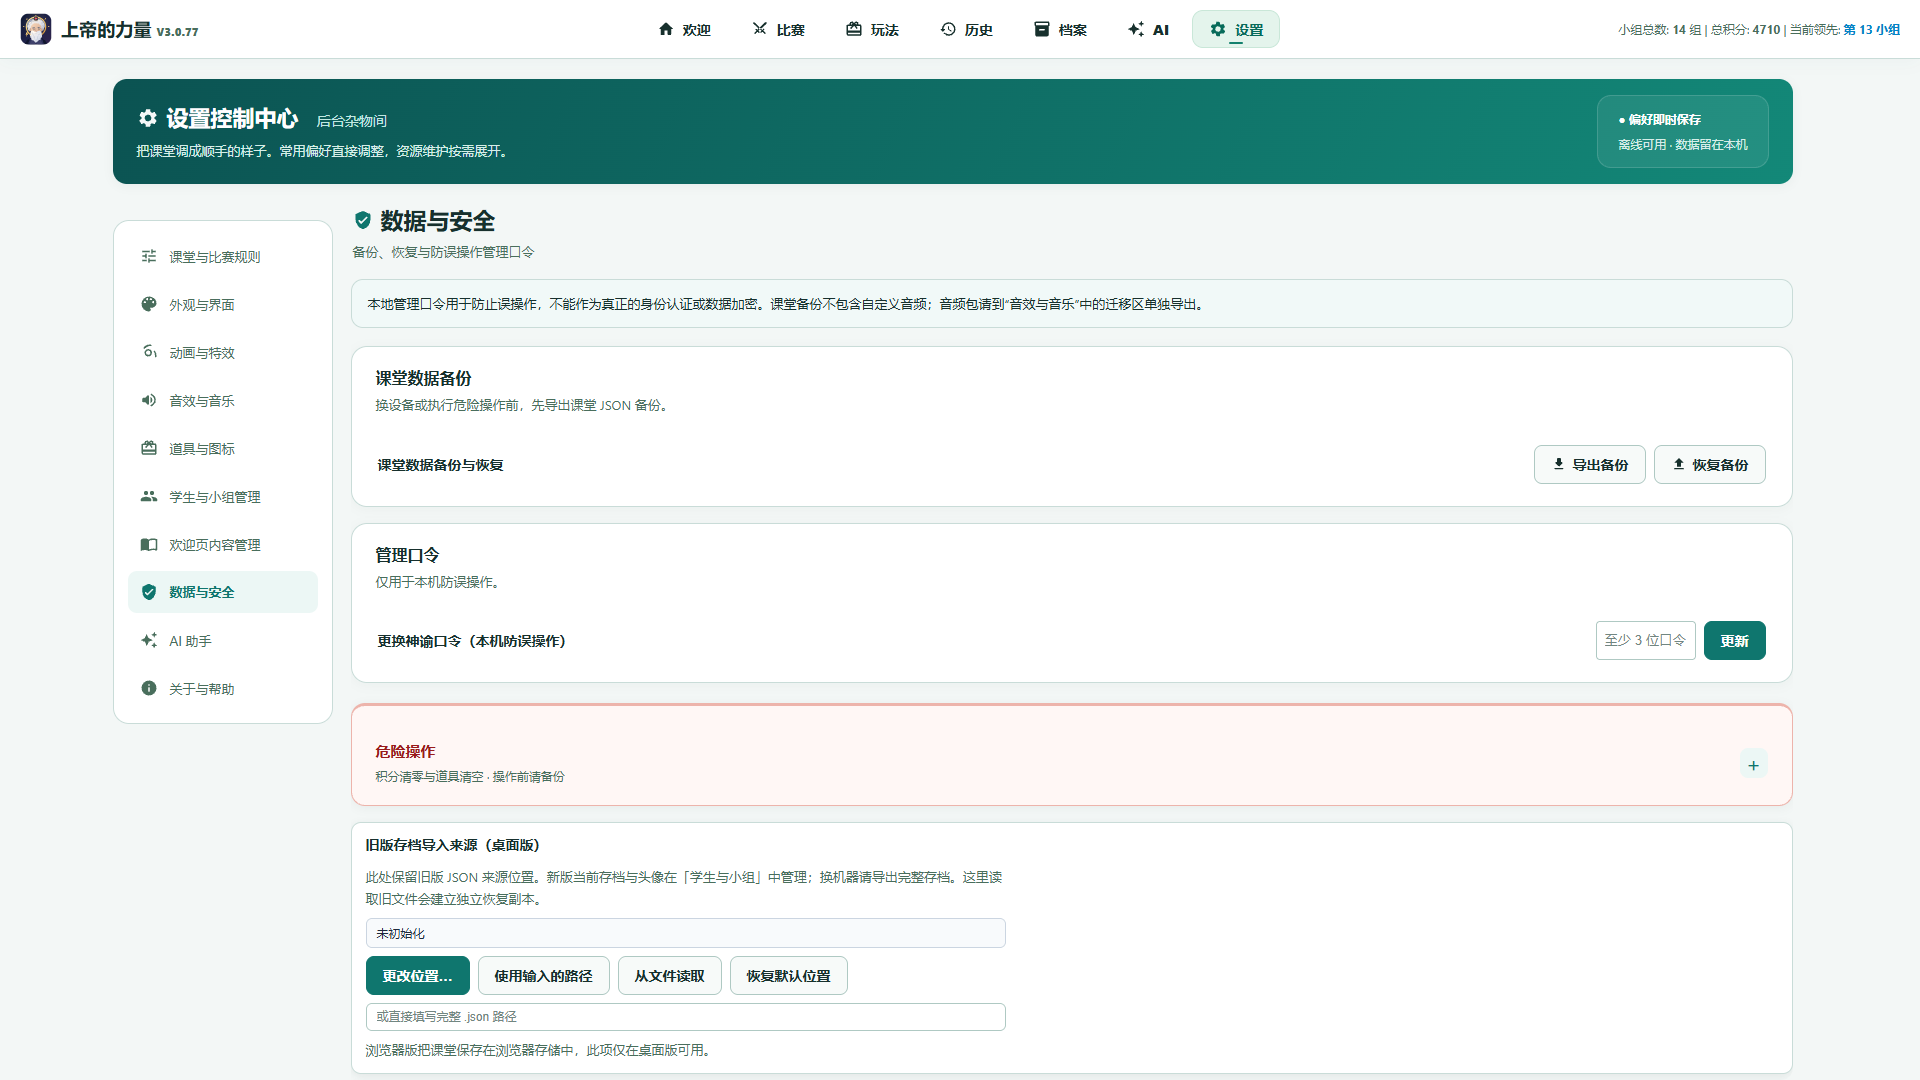 上帝的力量 V3.0.77
欢迎
比赛
玩法
历史
档案
AI
设置
小组总数: 14 组 | 总积分: 4710 | 当前领先: 第 13 小组
设置控制中心 后台杂物间
把课堂调成顺手的样子。常用偏好直接调整，资源维护按需展开。
● 偏好即时保存
离线可用 · 数据留在本机
课堂与比赛规则
外观与界面
动画与特效
音效与音乐
道具与图标
学生与小组管理
欢迎页内容管理
数据与安全
AI 助手
关于与帮助
数据与安全
备份、恢复与防误操作管理口令
本地管理口令用于防止误操作，不能作为真正的身份认证或数据加密。课堂备份不包含自定义音频；音频包请到“音效与音乐”中的迁移区单独导出。
课堂数据备份
换设备或执行危险操作前，先导出课堂 JSON 备份。
课堂数据备份与恢复
导出备份
恢复备份
管理口令
仅用于本机防误操作。
更换神谕口令（本机防误操作）
至少 3 位口令
更新
危险操作
积分清零与道具清空 · 操作前请备份
+
旧版存档导入来源（桌面版）
此处保留旧版 JSON 来源位置。新版当前存档与头像在「学生与小组」中管理；换机器请导出完整存档。这里读
取旧文件会建立独立恢复副本。
未初始化
更改位置...
使用输入的路径
从文件读取
恢复默认位置
或直接填写完整 .json 路径
浏览器版把课堂保存在浏览器存储中，此项仅在桌面版可用。